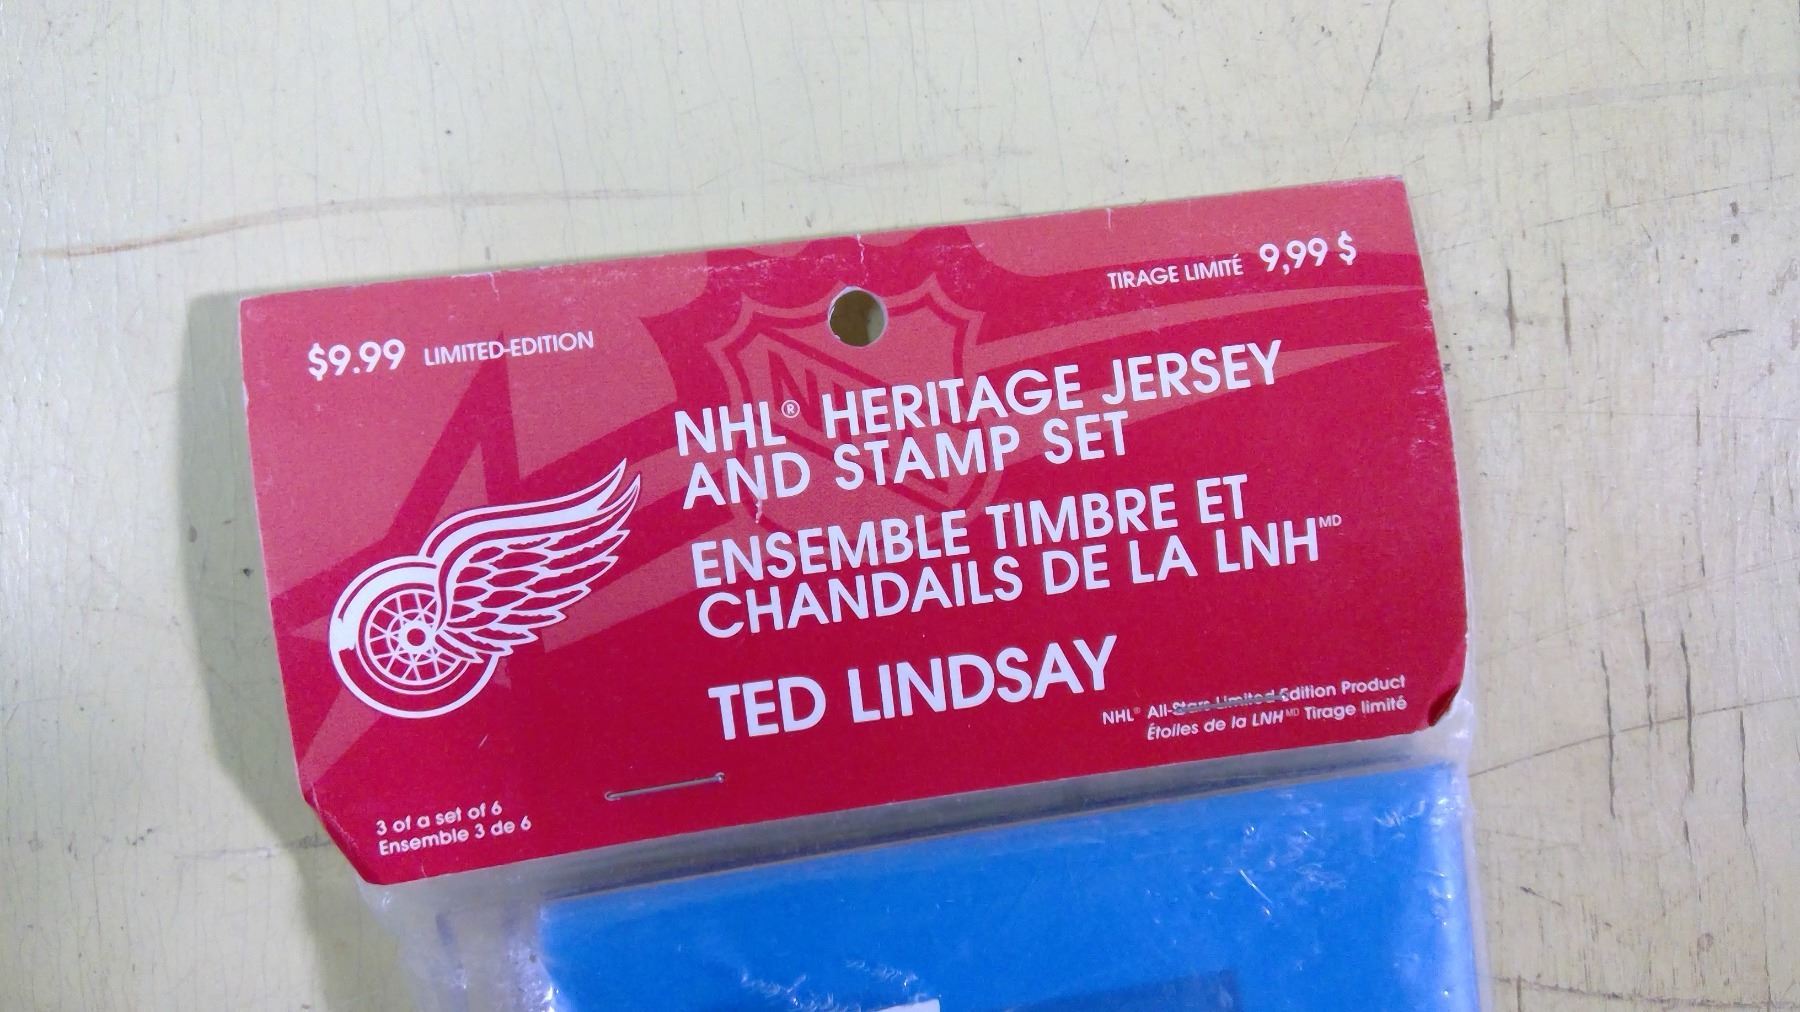 $9.99 LIMITED-EDITION
TIRAGE LIMITÉ 9,99 $
NHL® HERITAGE JERSEY
AND STAMP SET
ENSEMBLE TIMBRE ET
CHANDAILS DE LA LNH MD
TED LINDSAY
NHL® All-Stars Limited-Edition Product
Étoiles de la LNH MD Tirage limité
3 of a set of 6
Ensemble 3 de 6